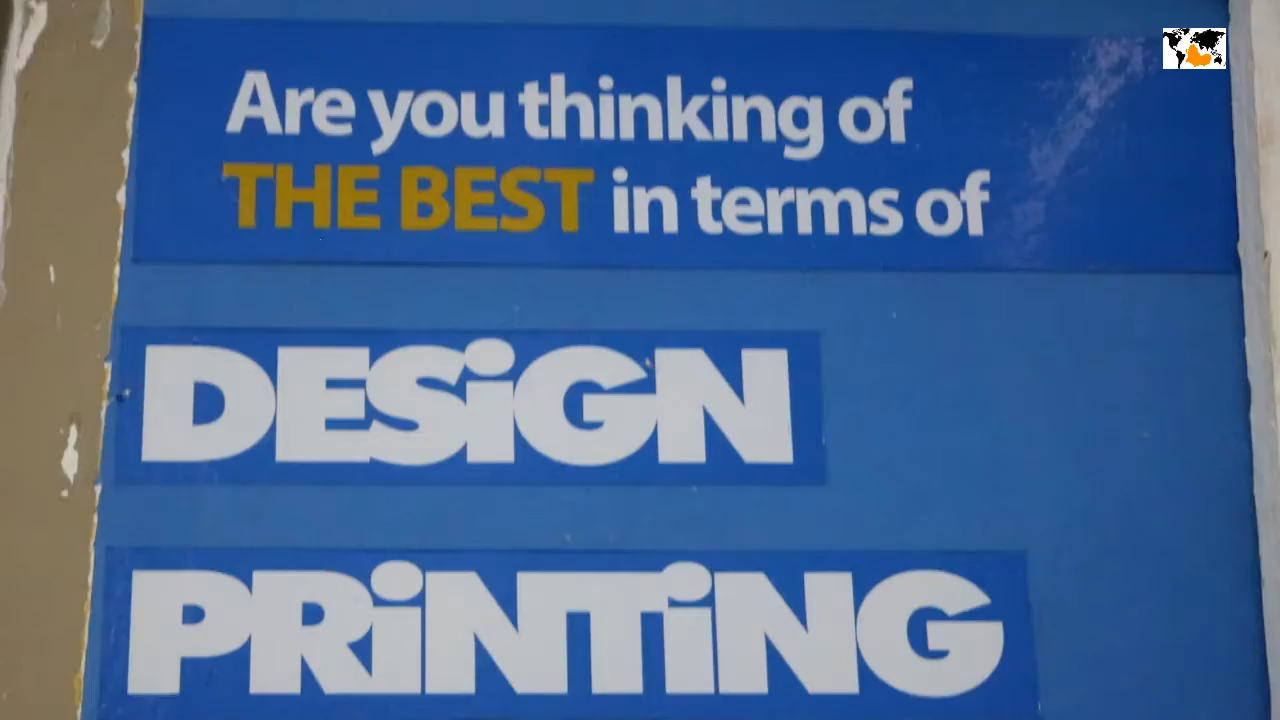 Are you thinking of
THE BEST in terms of
DESiGN
PRiNTiNG